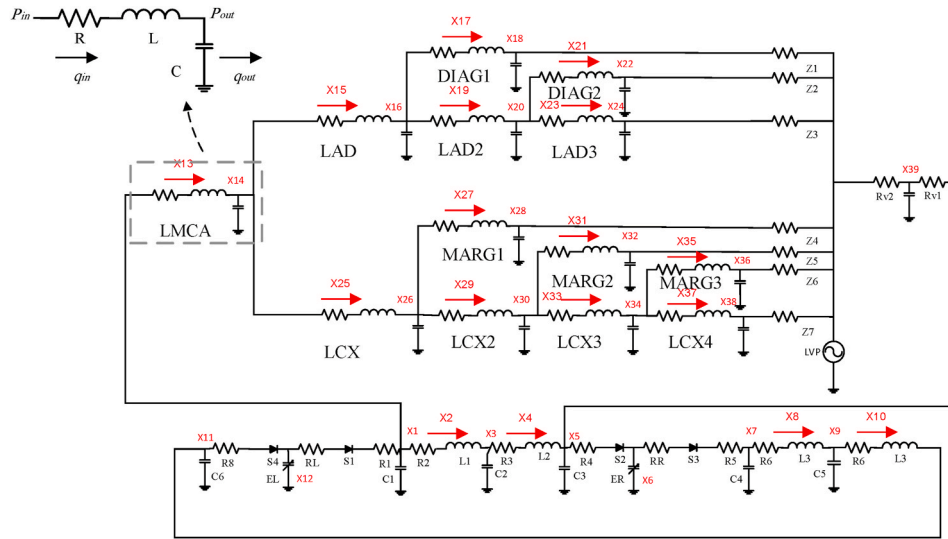 Pin Pout
R L
C
qin qout
X17 X18 X21
DIAG1 X22 Z1
X15 X16 X19 DIAG2 Z2
X20 X23 X24
LAD LAD2 LAD3 Z3
X13 X14 X39
Rv2 Rv1
LMCA
X27 X28 X31
MARG1 X32 X35 Z4
MARG2 X36 Z5
MARG3 Z6
X25 X26 X29 X30 X33 X34 X37 X38
LCX LCX2 LCX3 LCX4 Z7
LVP
X1 X2 X3 X4 X5 X7 X8 X9 X10
X11
R8 S4 RL S1 R1 R2 L1 R3 L2 R4 S2 RR S3 R5 R6 L3 R6 L3
C6 EL C1 C2 C3 ER C4 C5
X12 X6